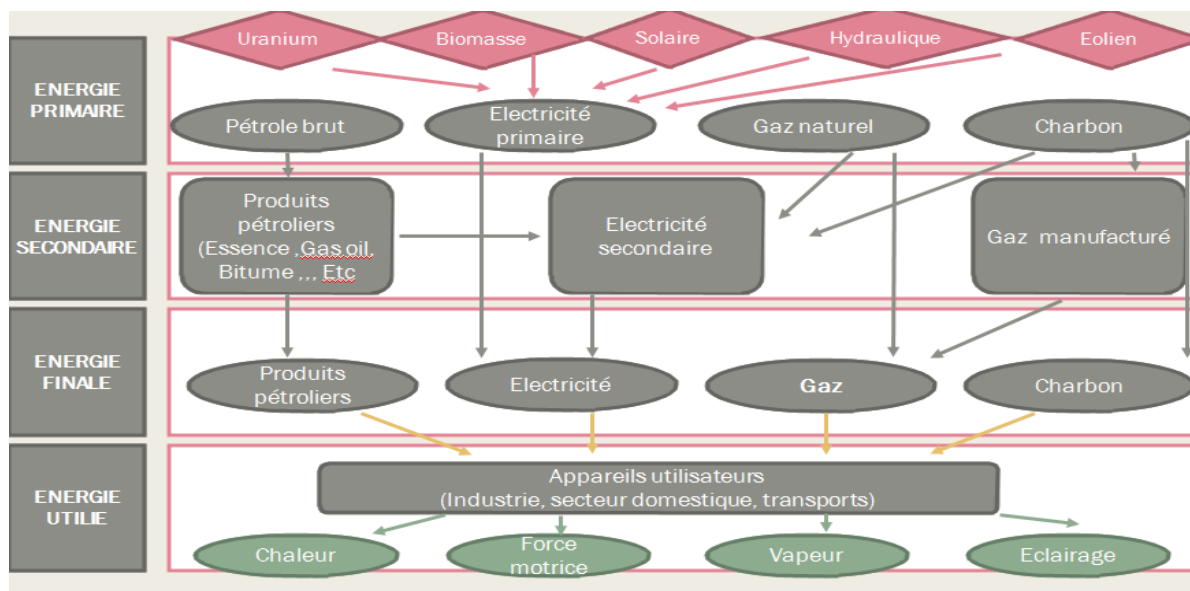 Uranium
Biomasse
Solaire
Hydraulique
Eolien
ENERGIE
PRIMAIRE
Pétrole brut
Electricité
primaire
Gaz naturel
Charbon
ENERGIE
SECONDAIRE
Produits
pétroliers
(Essence ,Gas oil,
Bitume ,,, Etc
Electricité
secondaire
Gaz manufacturé
ENERGIE
FINALE
Produits
pétroliers
Electricité
Gaz
Charbon
ENERGIE
UTILIE
Appareils utilisateurs
(Industrie, secteur domestique, transports)
Chaleur
Force
motrice
Vapeur
Eclairage